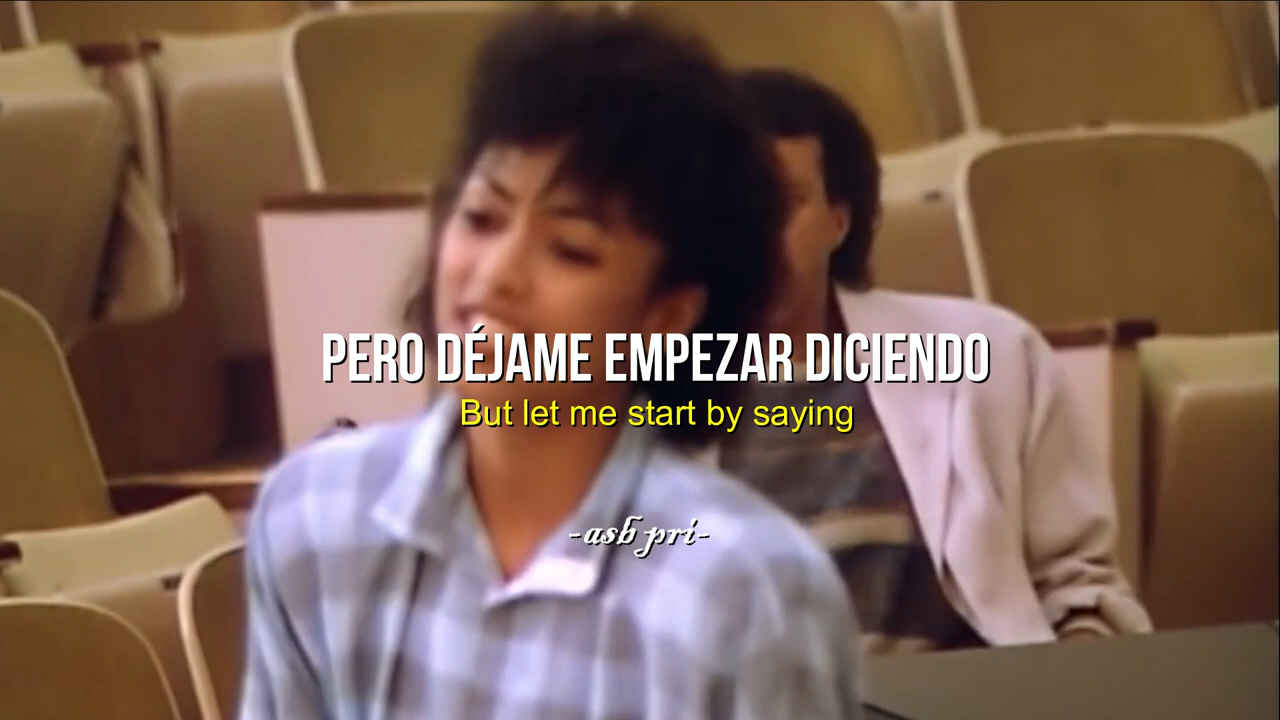 PERO DÉJAME EMPEZAR DICIENDO
But let me start by saying
-asb pri-